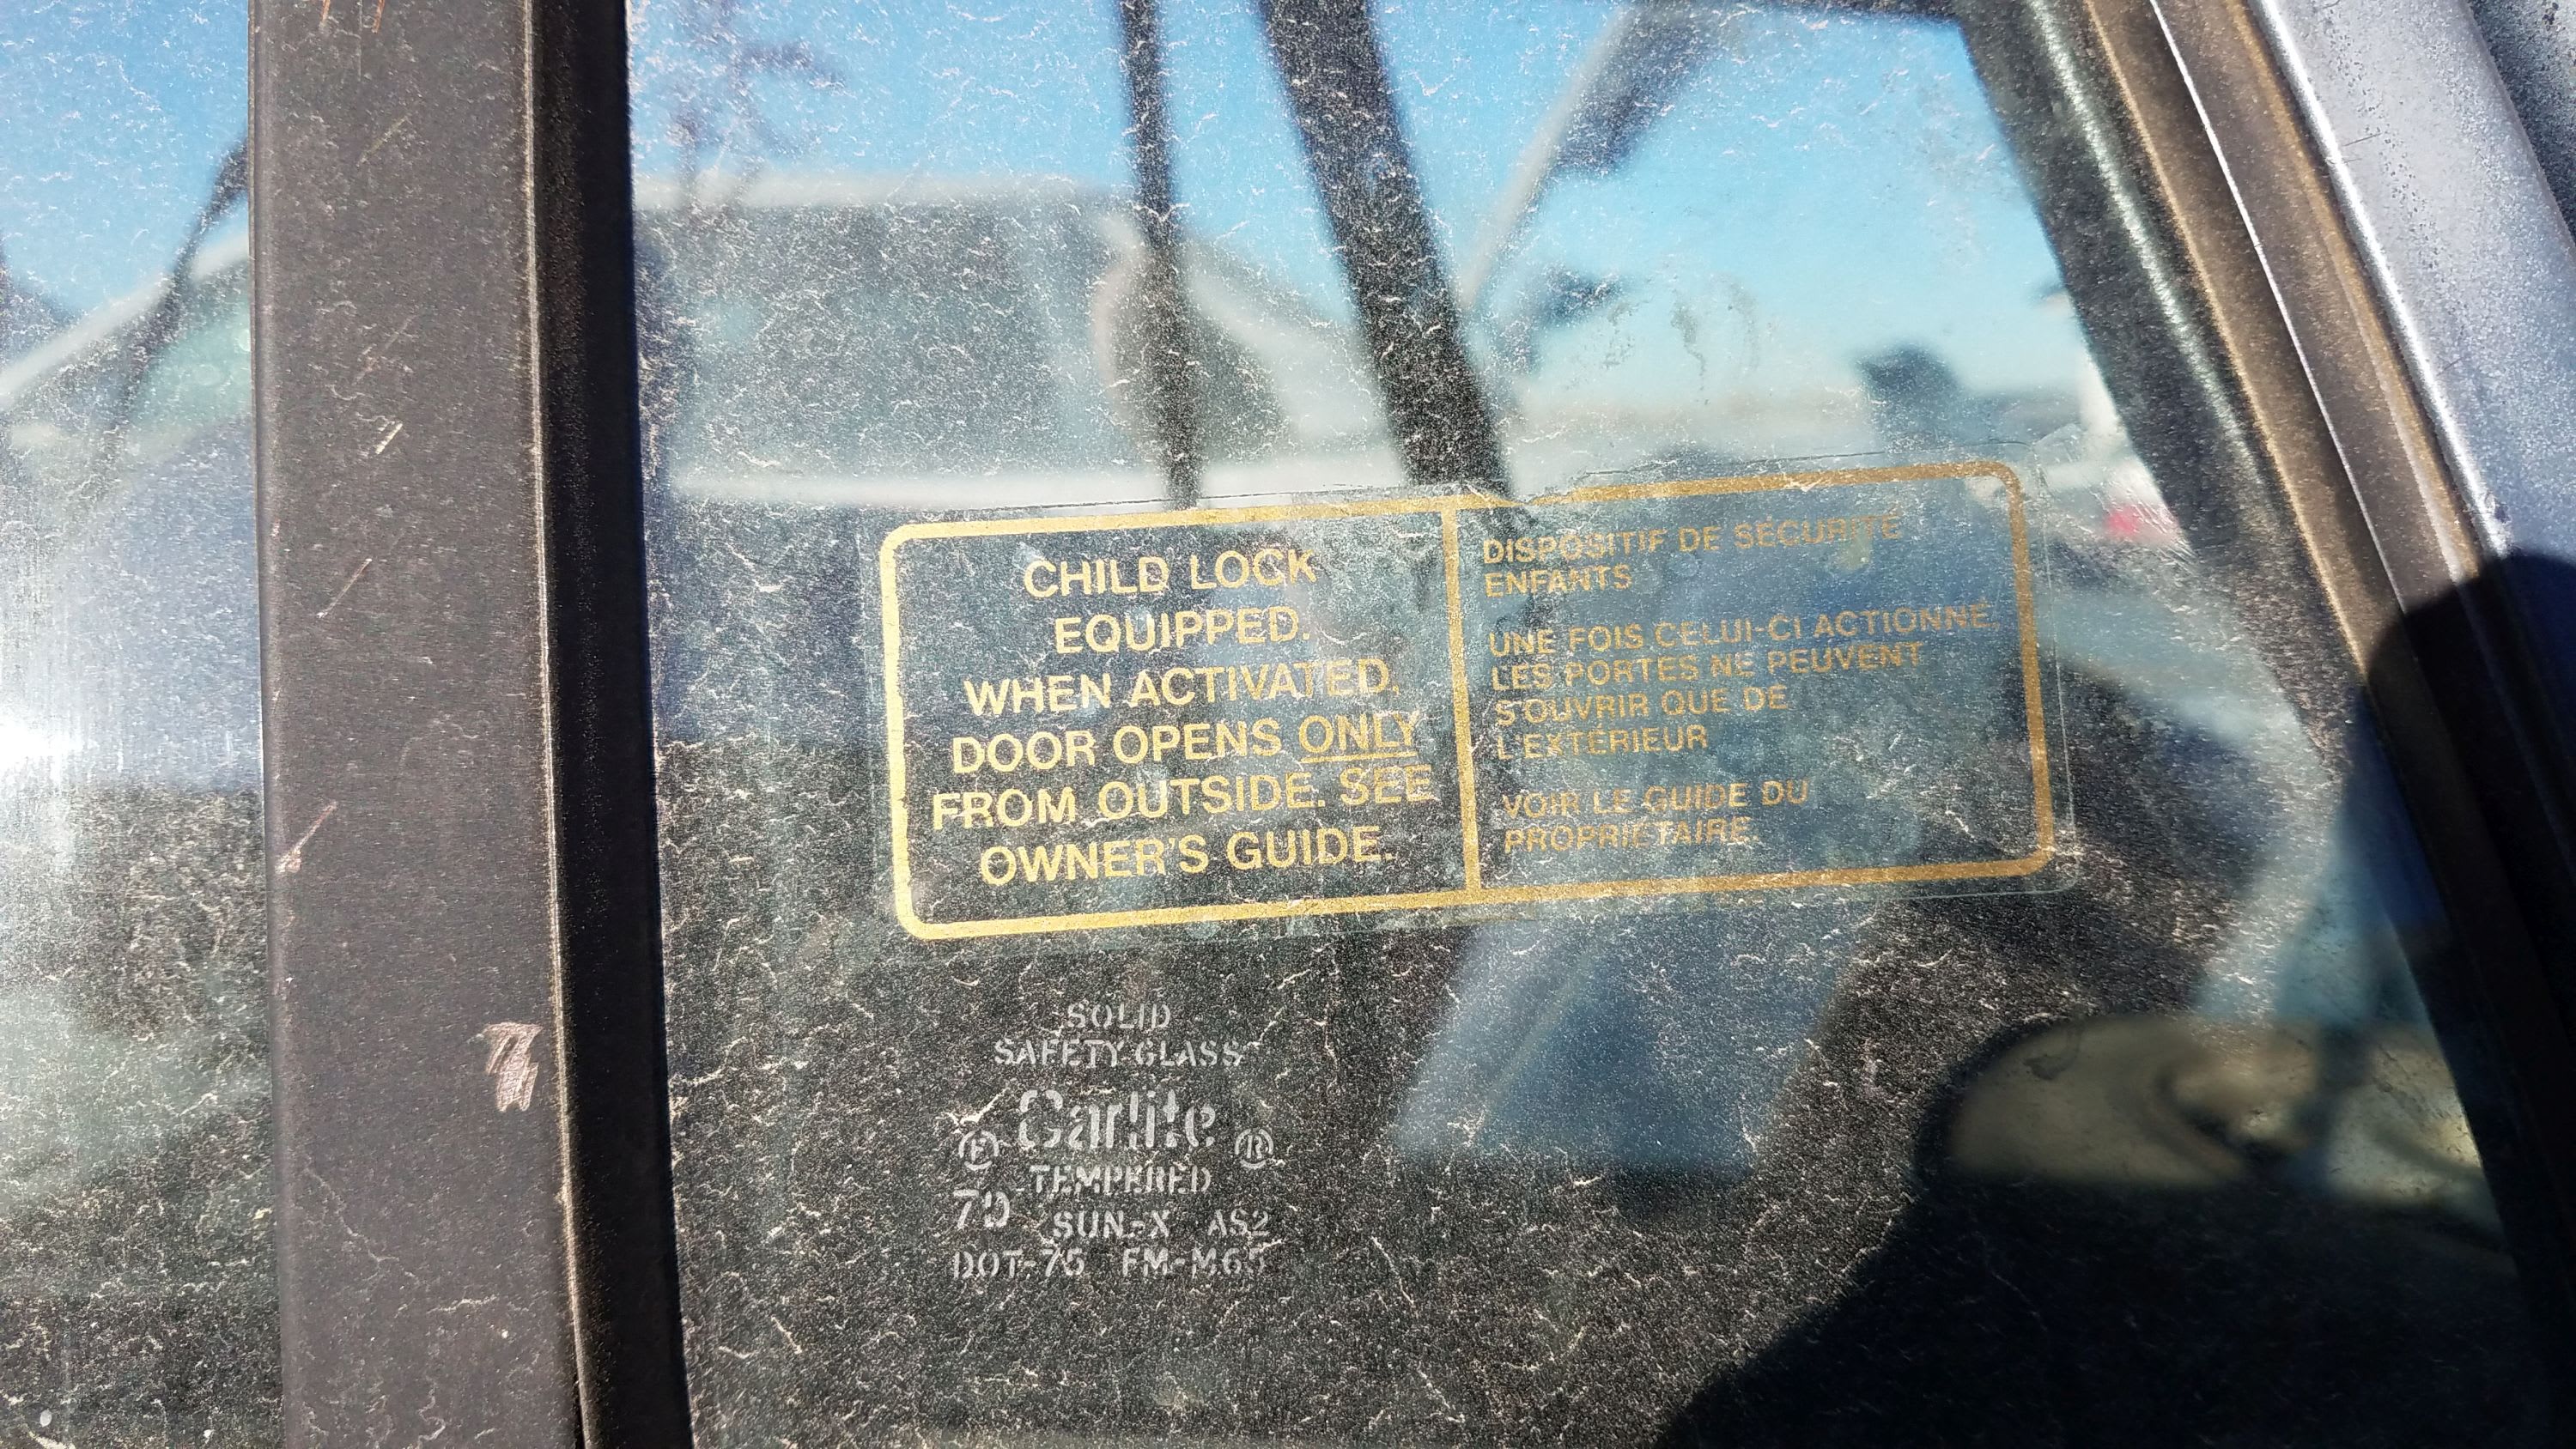 CHILD LOCK
EQUIPPED.
WHEN ACTIVATED,
DOOR OPENS ONLY
FROM OUTSIDE. SEE
OWNER'S GUIDE.
DISPOSITIF DE SÉCURITÉ
ENFANTS
UNE FOIS CELUI-CI ACTIONNÉ,
LES PORTES NE PEUVENT
S'OUVRIR QUE DE
L'EXTÉRIEUR
VOIR LE GUIDE DU
PROPRIÉTAIRE.
SOLID
SAFETY GLASS
Carlite
®
TEMPERED
SUN-X AS2
DOT-75 FM-M65